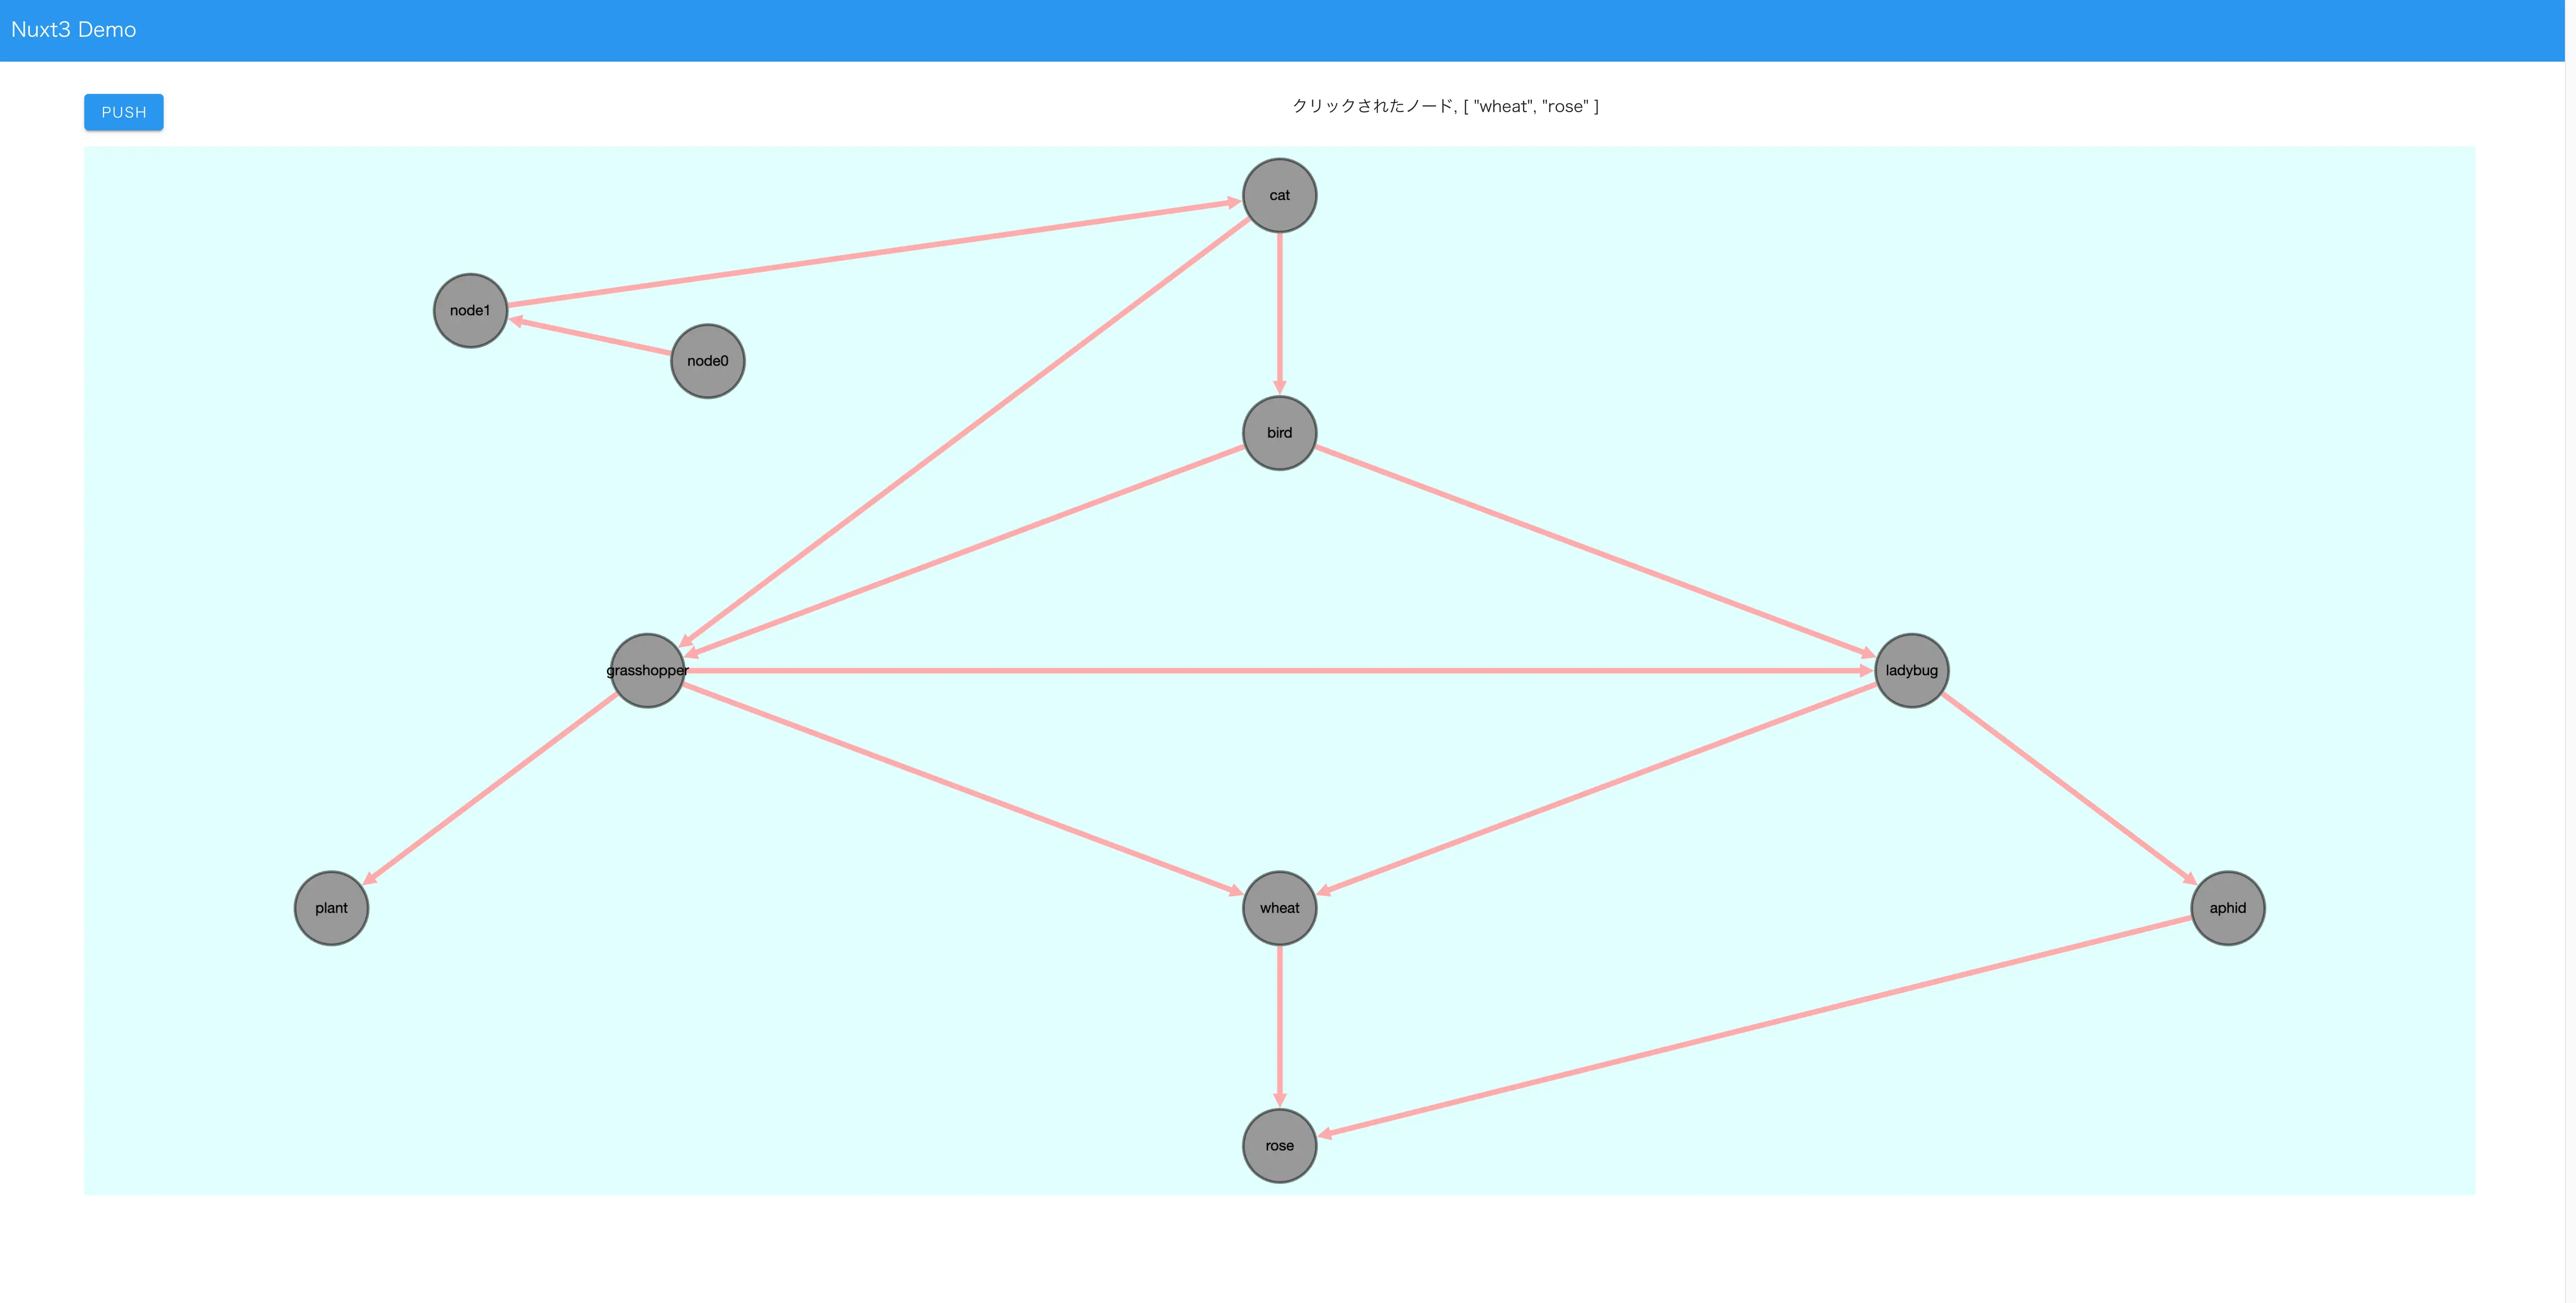 Nuxt3 Demo
PUSH
クリックされたノード, [ "wheat", "rose" ]
cat
node1
node0
bird
grasshopper
ladybug
plant
wheat
aphid
rose